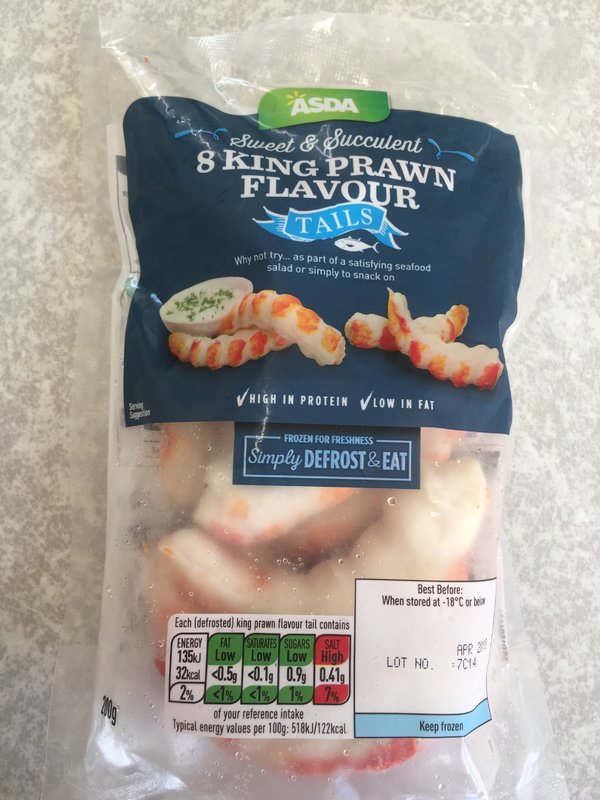 ASDA
Sweet & Succulent
8 KING PRAWN
FLAVOUR
TAILS
Why not try... as part of a satisfying seafood
salad or simply to snack on
Serving
Suggestion
✓HIGH IN PROTEIN ✓LOW IN FAT
FROZEN FOR FRESHNESS
Simply DEFROST & EAT
Each (defrosted) king prawn flavour tail contains
ENERGY FAT SATURATES SUGARS SALT
135kJ Low Low Low High
32kcal <0.5g <0.1g 0.9g 0.41g
2% <1% <1% 1% 7%
of your reference intake
Typical energy values per 100g: 518kJ/122kcal
200g
Best Before:
When stored at -18°C or below
APR
LOT NO. :7C14
Keep frozen